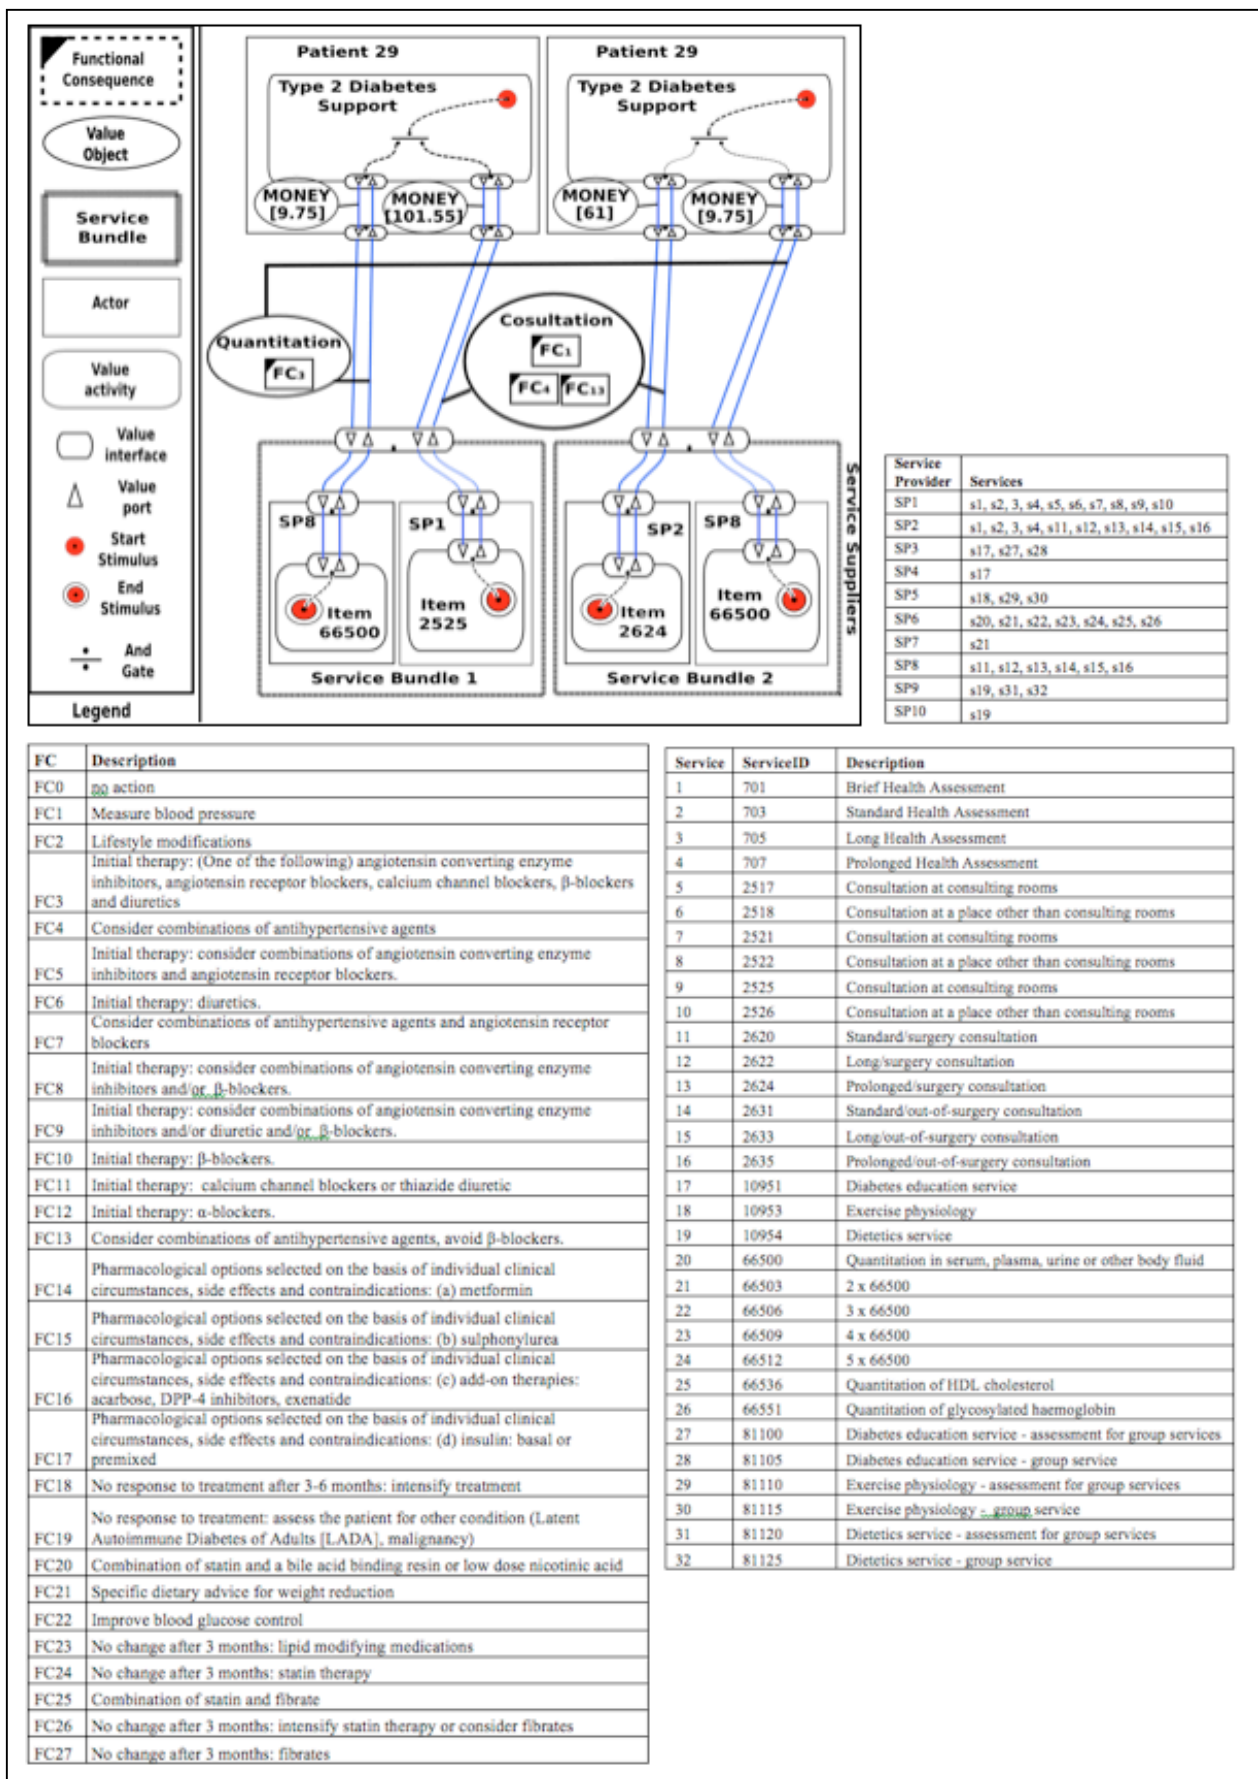 Functional
Consequence
Value
Object
Service
Bundle
Actor
Value
activity
Value
interface
Value
port
Start
Stimulus
End
Stimulus
And
Gate
Legend
Patient 29
Type 2 Diabetes
Support
MONEY
[9.75]
MONEY
[101.55]
Patient 29
Type 2 Diabetes
Support
MONEY
[61]
MONEY
[9.75]
Quantitation
FC3
Cosultation
FC1
FC4 FC13
SP8
Item
66500
SP1
Item
2525
Service Bundle 1
SP2
Item
2624
SP8
Item
66500
Service Bundle 2
Service Suppliers
Service Provider Services
SP1 s1, s2, 3, s4, s5, s6, s7, s8, s9, s10
SP2 s1, s2, 3, s4, s11, s12, s13, s14, s15, s16
SP3 s17, s27, s28
SP4 s17
SP5 s18, s29, s30
SP6 s20, s21, s22, s23, s24, s25, s26
SP7 s21
SP8 s11, s12, s13, s14, s15, s16
SP9 s19, s31, s32
SP10 s19
FC Description
FC0 no action
FC1 Measure blood pressure
FC2 Lifestyle modifications
Initial therapy: (One of the following) angiotensin converting enzyme
inhibitors, angiotensin receptor blockers, calcium channel blockers, β-blockers
FC3 and diuretics
FC4 Consider combinations of antihypertensive agents
Initial therapy: consider combinations of angiotensin converting enzyme
FC5 inhibitors and angiotensin receptor blockers.
FC6 Initial therapy: diuretics.
Consider combinations of antihypertensive agents and angiotensin receptor
FC7 blockers
Initial therapy: consider combinations of angiotensin converting enzyme
FC8 inhibitors and/or β-blockers.
Initial therapy: consider combinations of angiotensin converting enzyme
FC9 inhibitors and/or diuretic and/or β-blockers.
FC10 Initial therapy: β-blockers.
FC11 Initial therapy: calcium channel blockers or thiazide diuretic
FC12 Initial therapy: α-blockers.
FC13 Consider combinations of antihypertensive agents, avoid β-blockers.
Pharmacological options selected on the basis of individual clinical
FC14 circumstances, side effects and contraindications: (a) metformin
Pharmacological options selected on the basis of individual clinical
FC15 circumstances, side effects and contraindications: (b) sulphonylurea
Pharmacological options selected on the basis of individual clinical
circumstances, side effects and contraindications: (c) add-on therapies:
FC16 acarbose, DPP-4 inhibitors, exenatide
Pharmacological options selected on the basis of individual clinical
circumstances, side effects and contraindications: (d) insulin: basal or
FC17 premixed
FC18 No response to treatment after 3-6 months: intensify treatment
No response to treatment: assess the patient for other condition (Latent
FC19 Autoimmune Diabetes of Adults [LADA], malignancy)
FC20 Combination of statin and a bile acid binding resin or low dose nicotinic acid
FC21 Specific dietary advice for weight reduction
FC22 Improve blood glucose control
FC23 No change after 3 months: lipid modifying medications
FC24 No change after 3 months: statin therapy
FC25 Combination of statin and fibrate
FC26 No change after 3 months: intensify statin therapy or consider fibrates
FC27 No change after 3 months: fibrates
Service ServiceID Description
1 701 Brief Health Assessment
2 703 Standard Health Assessment
3 705 Long Health Assessment
4 707 Prolonged Health Assessment
5 2517 Consultation at consulting rooms
6 2518 Consultation at a place other than consulting rooms
7 2521 Consultation at consulting rooms
8 2522 Consultation at a place other than consulting rooms
9 2525 Consultation at consulting rooms
10 2526 Consultation at a place other than consulting rooms
11 2620 Standard/surgery consultation
12 2622 Long/surgery consultation
13 2624 Prolonged/surgery consultation
14 2631 Standard/out-of-surgery consultation
15 2633 Long/out-of-surgery consultation
16 2635 Prolonged/out-of-surgery consultation
17 10951 Diabetes education service
18 10953 Exercise physiology
19 10954 Dietetics service
20 66500 Quantitation in serum, plasma, urine or other body fluid
21 66503 2 x 66500
22 66506 3 x 66500
23 66509 4 x 66500
24 66512 5 x 66500
25 66536 Quantitation of HDL cholesterol
26 66551 Quantitation of glycosylated haemoglobin
27 81100 Diabetes education service - assessment for group services
28 81105 Diabetes education service - group service
29 81110 Exercise physiology - assessment for group services
30 81115 Exercise physiology - group service
31 81120 Dietetics service - assessment for group services
32 81125 Dietetics service - group service